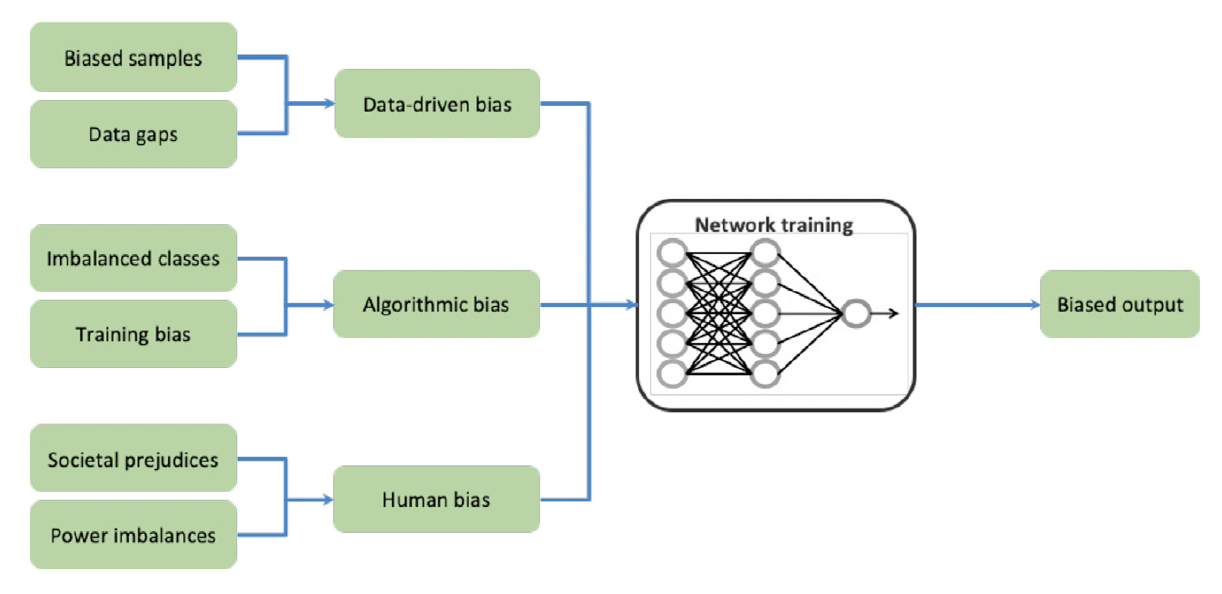 Biased samples
Data gaps
Data-driven bias
Imbalanced classes
Training bias
Algorithmic bias
Societal prejudices
Power imbalances
Human bias
Network training
Biased output